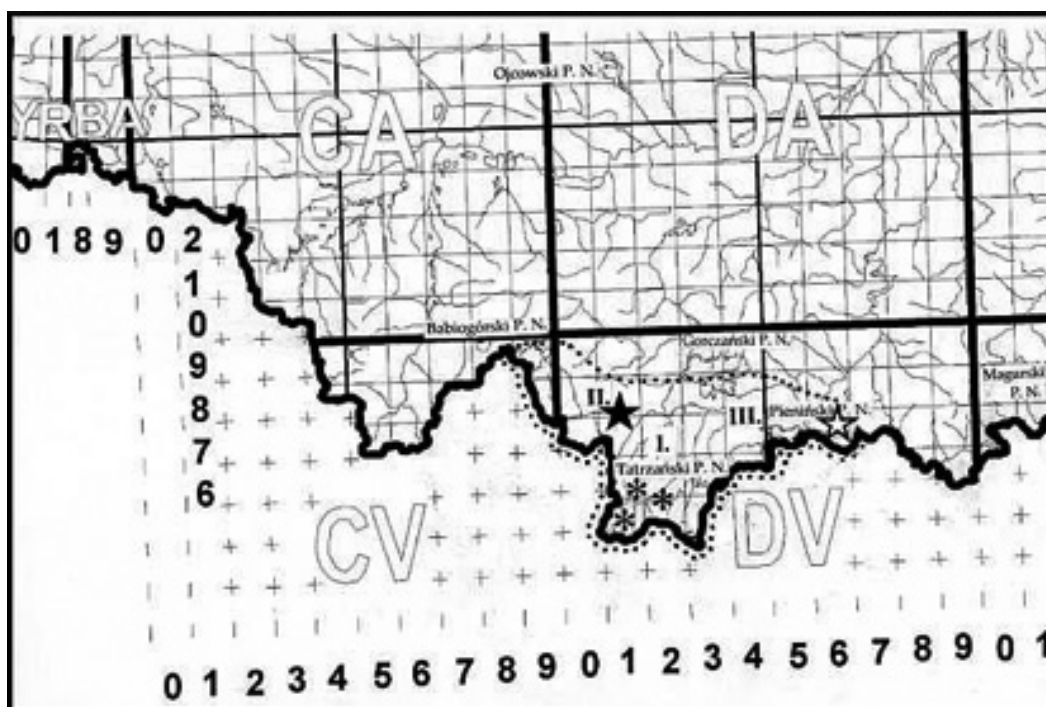 Ojcowski P. N.
YR BA CA DA
0 1 8 9 0 2
1
0
Babiogórski P. N.
Gorczański P. N.
9
Magurski P. N.
8
II.
III.
Pieniński P. N.
7
I.
Tatrzański P. N.
6
* * *
CV DV
0 1 2 3 4 5 6 7 8 9 0 1 2 3 4 5 6 7 8 9 0 1